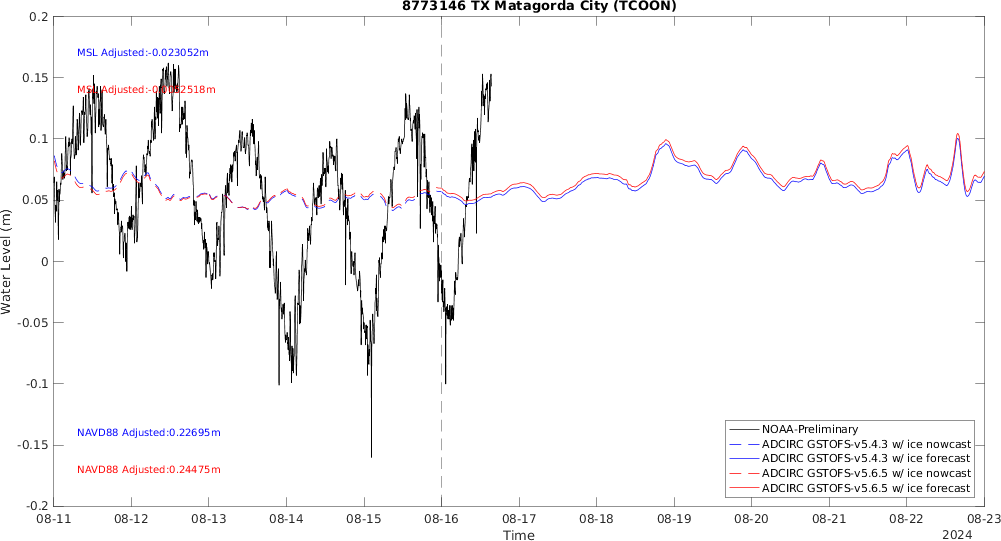 8773146 TX Matagorda City (TCOON)
0.2
0.15
0.1
0.05
0
-0.05
-0.1
-0.15
-0.2
Water Level (m)
MSL Adjusted:-0.023052m
NAVD88 Adjusted:0.22695m
NAVD88 Adjusted:0.24475m
NOAA-Preliminary
ADCIRC GSTOFS-v5.4.3 w/ ice nowcast
ADCIRC GSTOFS-v5.4.3 w/ ice forecast
ADCIRC GSTOFS-v5.6.5 w/ ice nowcast
ADCIRC GSTOFS-v5.6.5 w/ ice forecast
08-11 08-12 08-13 08-14 08-15 08-16 08-17 08-18 08-19 08-20 08-21 08-22 08-23
Time
2024